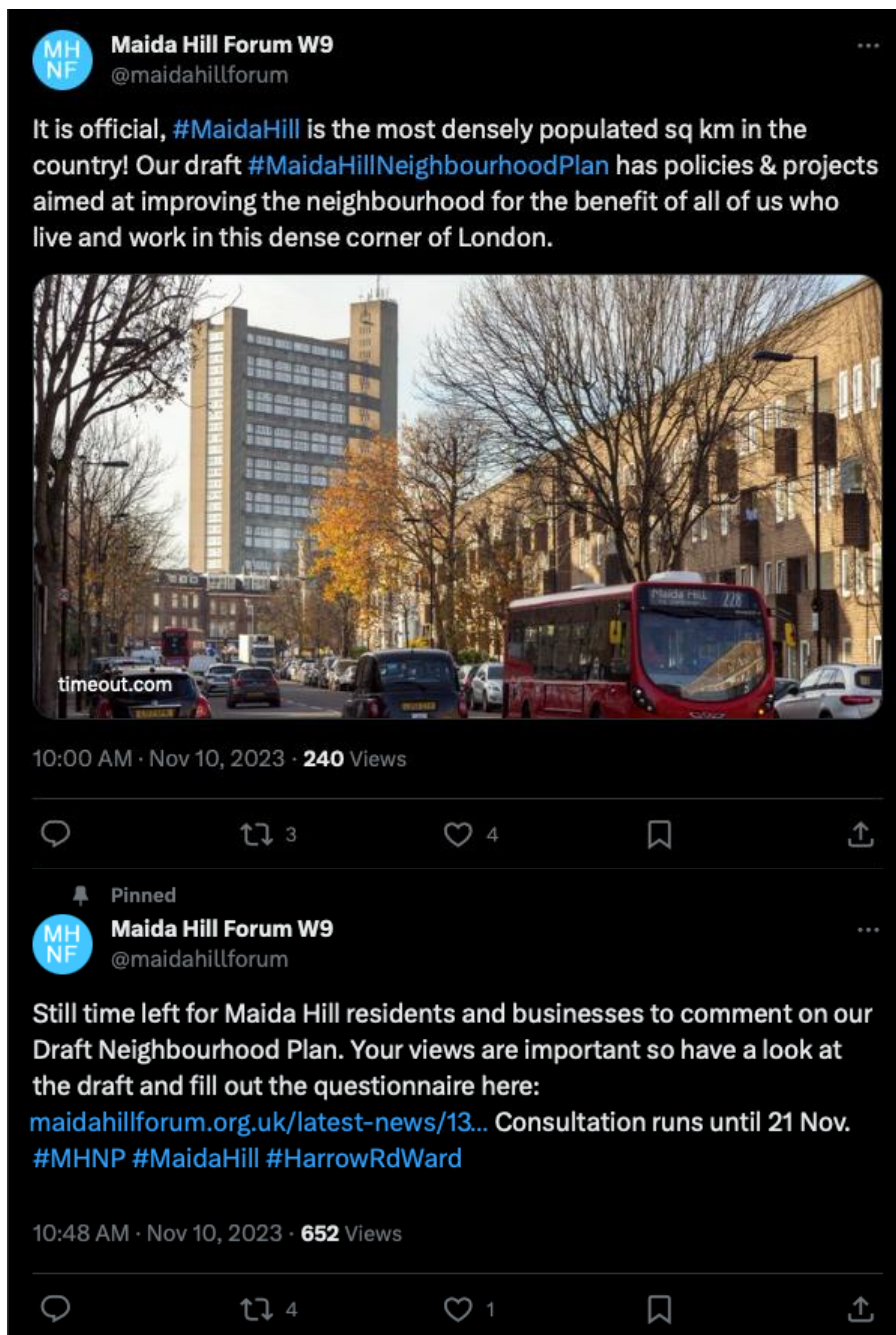 MH
NF
Maida Hill Forum W9
@maidahillforum
It is official, #MaidaHill is the most densely populated sq km in the
country! Our draft #MaidaHillNeighbourhoodPlan has policies & projects
aimed at improving the neighbourhood for the benefit of all of us who
live and work in this dense corner of London.
Maida Hill 228
timeout.com
10:00 AM · Nov 10, 2023 · 240 Views
3 4
Pinned
MH
NF
Maida Hill Forum W9
@maidahillforum
Still time left for Maida Hill residents and businesses to comment on our
Draft Neighbourhood Plan. Your views are important so have a look at
the draft and fill out the questionnaire here:
maidahillforum.org.uk/latest-news/13... Consultation runs until 21 Nov.
#MHNP #MaidaHill #HarrowRdWard
10:48 AM · Nov 10, 2023 · 652 Views
4 1